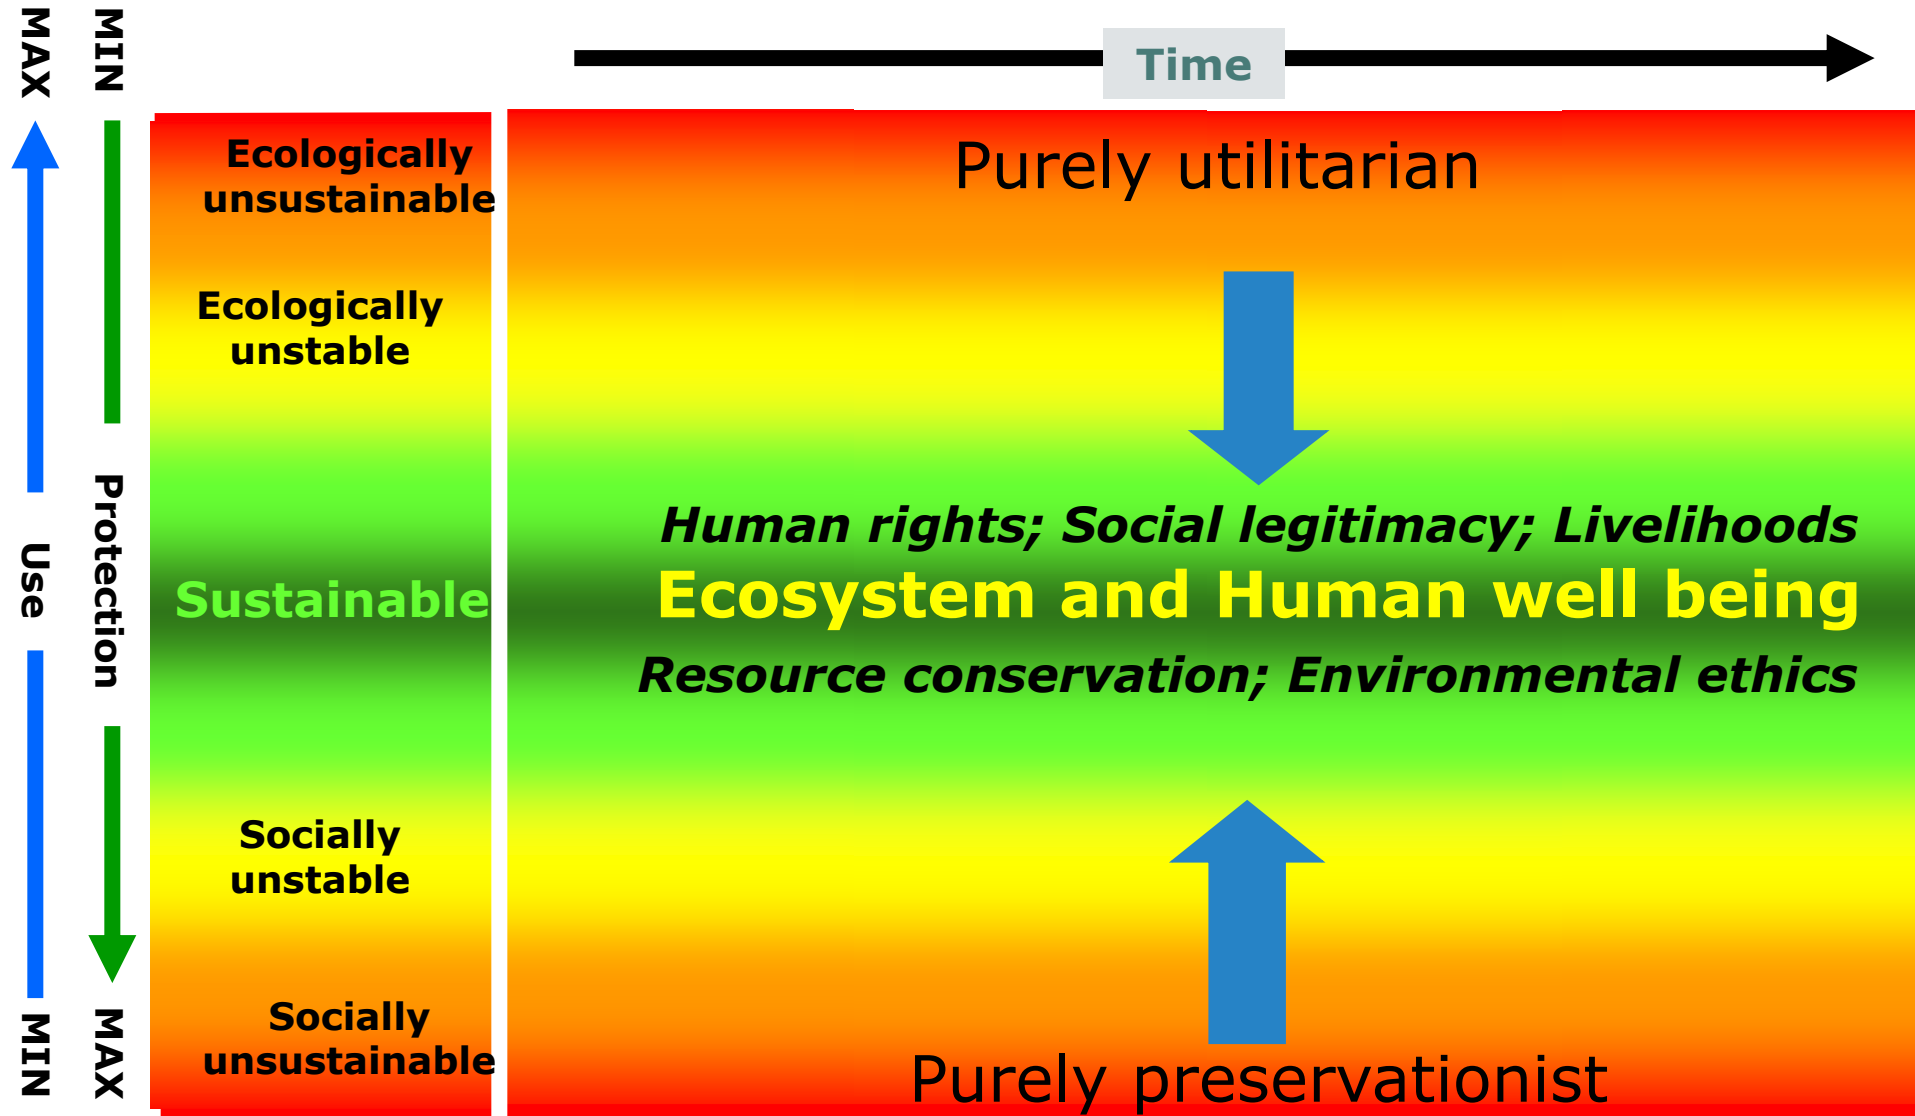 MAX
MIN
Time
Ecologically
unsustainable
Purely utilitarian
Ecologically
unstable
Use
Protection
Human rights; Social legitimacy; Livelihoods
Sustainable
Ecosystem and Human well being
Resource conservation; Environmental ethics
Socially
unstable
Socially
unsustainable
Purely preservationist
MIN
MAX